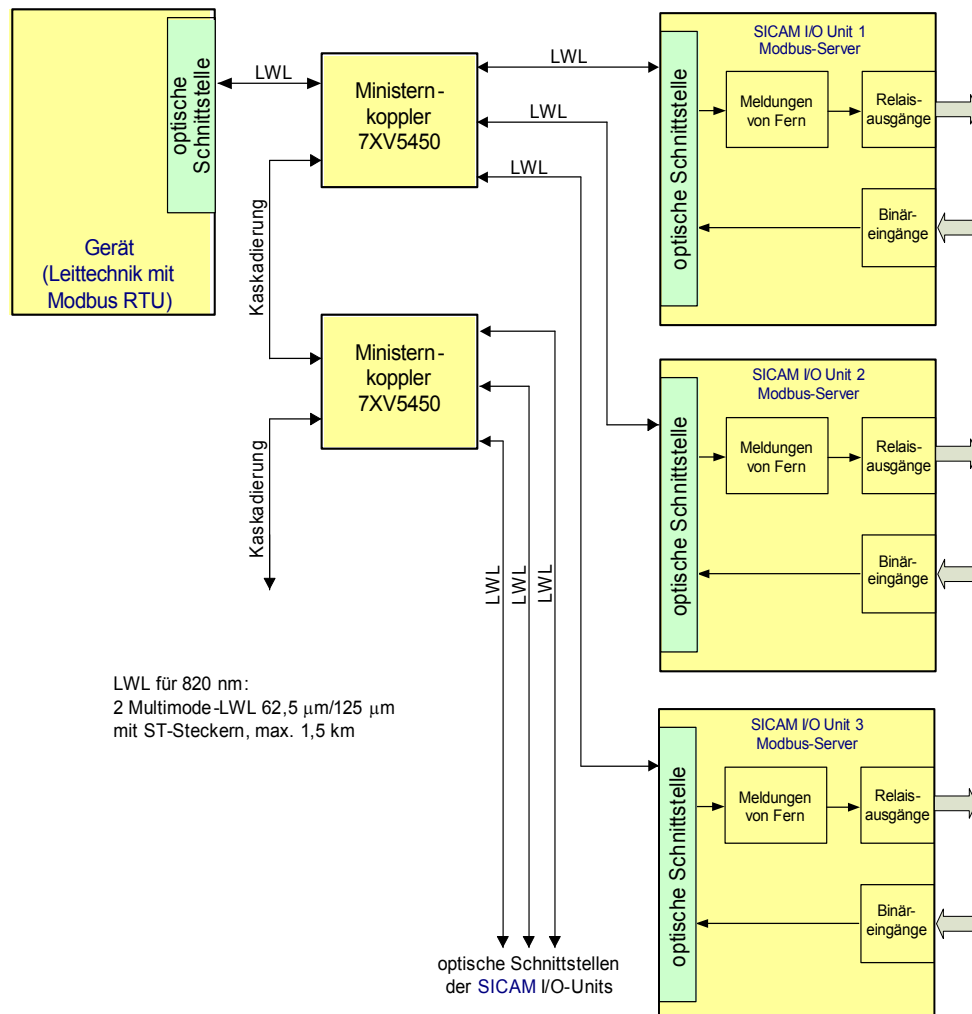 optische
Schnittstelle
Gerät
(Leittechnik mit
Modbus RTU)
LWL
Kaskadierung
Ministern-
koppler
7XV5450
LWL
LWL
LWL
Ministern-
koppler
7XV5450
Kaskadierung
LWL
LWL
LWL
LWL für 820 nm:
2 Multimode-LWL 62,5 µm/125 µm
mit ST-Steckern, max. 1,5 km
optische Schnittstellen
der SICAM I/O-Units
SICAM I/O Unit 1
Modbus-Server
optische Schnittstelle
Meldungen
von Fern
Relais-
ausgänge
Binär-
eingänge
SICAM I/O Unit 2
Modbus-Server
optische Schnittstelle
Meldungen
von Fern
Relais-
ausgänge
Binär-
eingänge
SICAM I/O Unit 3
Modbus-Server
optische Schnittstelle
Meldungen
von Fern
Relais-
ausgänge
Binär-
eingänge